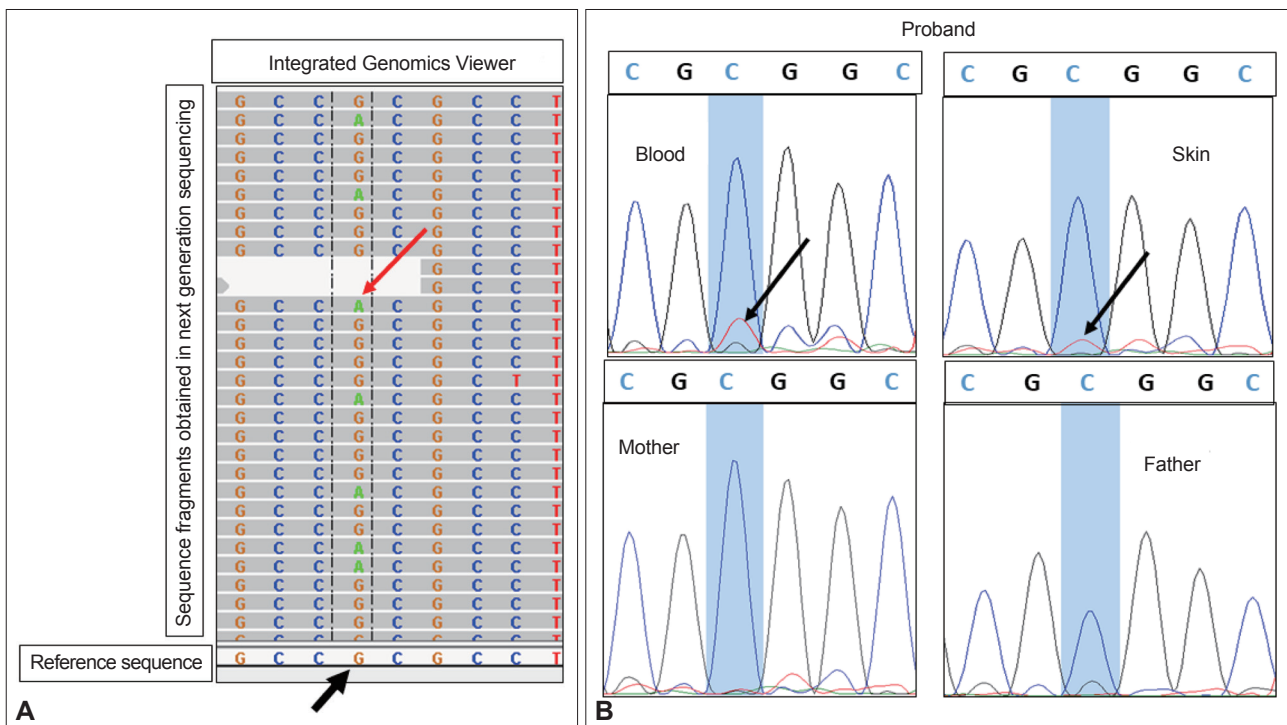 Integrated Genomics Viewer
Sequence fragments obtained in next generation sequencing
G C C G C G C C T
G C C A C G C C T
G C C G C G C C T
G C C G C G C C T
G C C G C G C C T
G C C A C G C C T
G C C G C G C C T
G C C G C G C C T
G C C G C G C C T
G C C T
G C C T
G C C A C G C C T
G C C G C G C C T
G C C G C G C C T
G C C G C G C C T
G C C G C G C T T
G C C A C G C C T
G C C G C G C C T
G C C G C G C C T
G C C G C G C C T
G C C G C G C C T
G C C A C G C C T
G C C G C G C C T
G C C G C G C C T
G C C A C G C C T
G C C A C G C C T
G C C G C G C C T
G C C G C G C C T
G C C G C G C C T
Reference sequence
G C C G C G C C T
A
Proband
C G C G G C
Blood
C G C G G C
Skin
C G C G G C
Mother
C G C G G C
Father
B